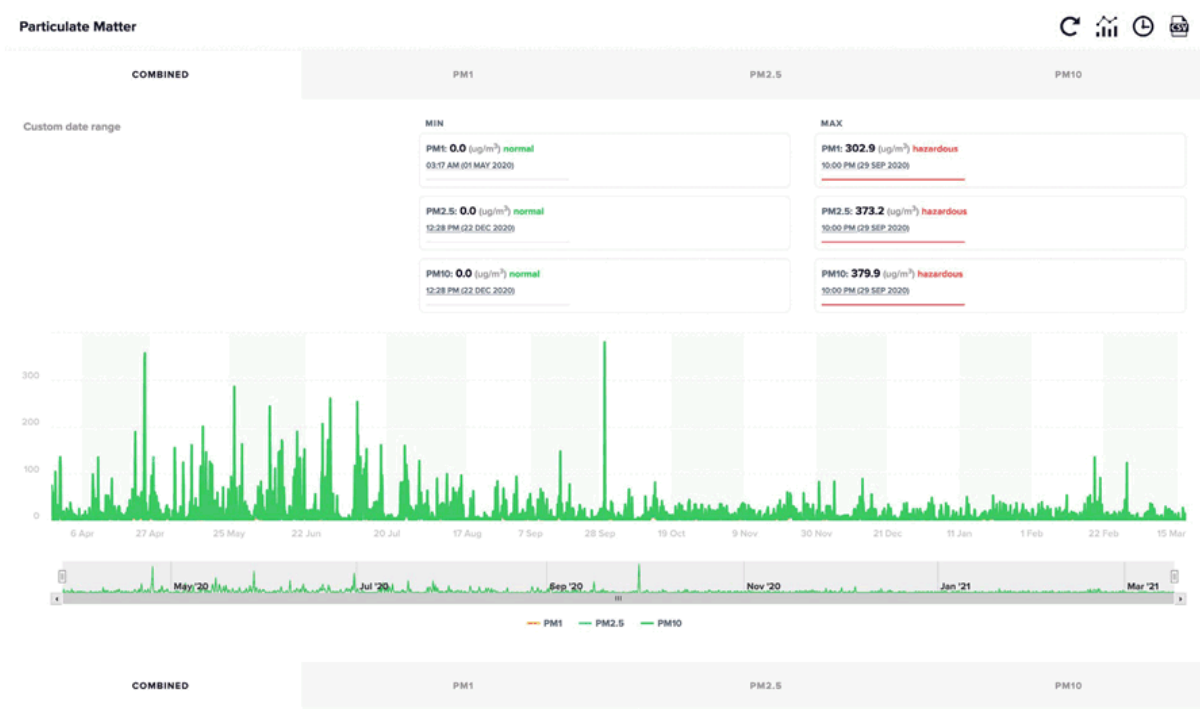 Particulate Matter
CSV
COMBINED PM1 PM2.5 PM10
Custom date range
MIN
PM1: 0.0 (ug/m³) normal
03:17 AM (01 MAY 2020)
PM2.5: 0.0 (ug/m³) normal
12:28 PM (22 DEC 2020)
PM10: 0.0 (ug/m³) normal
12:28 PM (22 DEC 2020)
MAX
PM1: 302.9 (ug/m³) hazardous
10:00 PM (29 SEP 2020)
PM2.5: 373.2 (ug/m³) hazardous
10:00 PM (29 SEP 2020)
PM10: 379.9 (ug/m³) hazardous
10:00 PM (29 SEP 2020)
300
200
100
0
6 Apr 27 Apr 25 May 22 Jun 20 Jul 17 Aug 7 Sep 28 Sep 19 Oct 9 Nov 30 Nov 21 Dec 11 Jan 1 Feb 22 Feb 15 Mar
May '20 Jul '20 Sep '20 Nov '20 Jan '21 Mar '21
PM1 PM2.5 PM10
COMBINED PM1 PM2.5 PM10